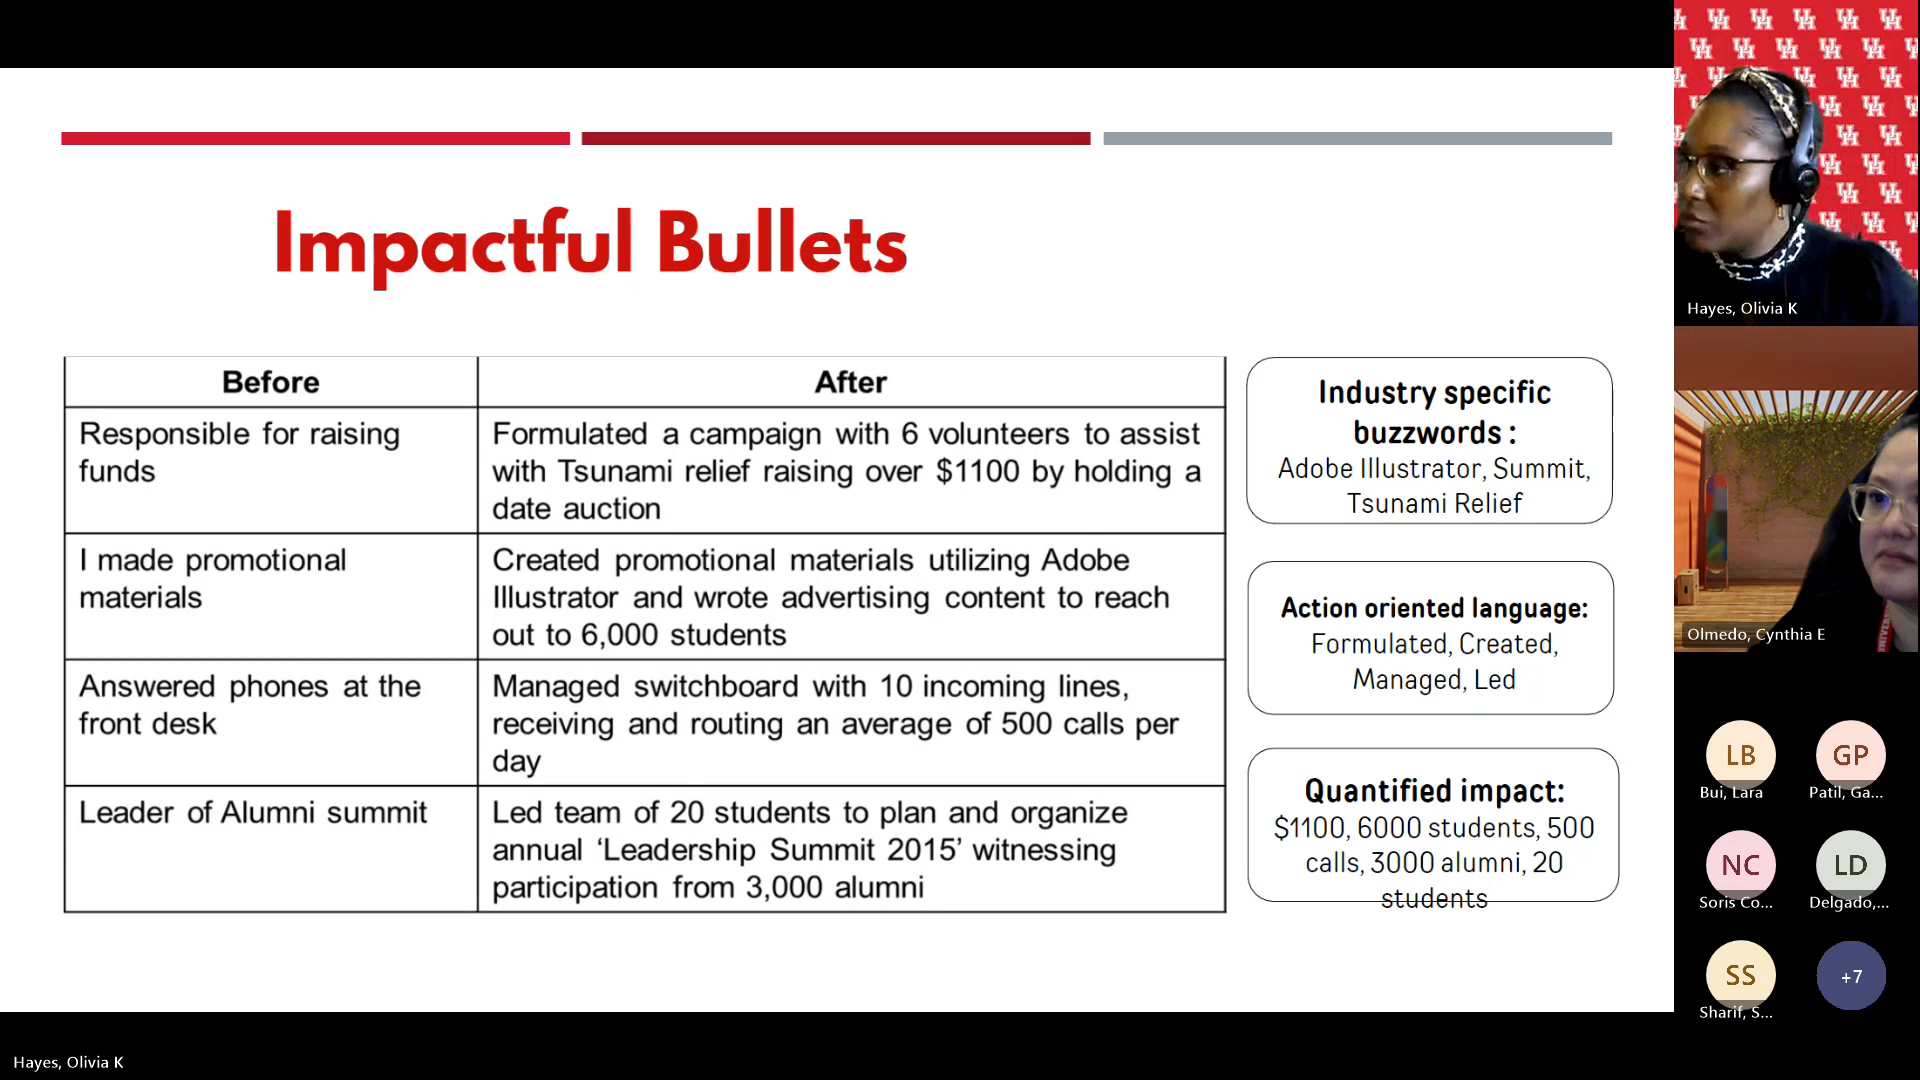 Impactful Bullets
Before
After
Responsible for raising
funds
Formulated a campaign with 6 volunteers to assist
with Tsunami relief raising over $1100 by holding a
date auction
I made promotional
materials
Created promotional materials utilizing Adobe
Illustrator and wrote advertising content to reach
out to 6,000 students
Answered phones at the
front desk
Managed switchboard with 10 incoming lines,
receiving and routing an average of 500 calls per
day
Leader of Alumni summit
Led team of 20 students to plan and organize
annual ‘Leadership Summit 2015’ witnessing
participation from 3,000 alumni
Industry specific
buzzwords :
Adobe Illustrator, Summit,
Tsunami Relief
Action oriented language:
Formulated, Created,
Managed, Led
Quantified impact:
$1100, 6000 students, 500
calls, 3000 alumni, 20
students
Hayes, Olivia K
Olmedo, Cynthia E
LB
Bui, Lara
GP
Patil, Ga...
NC
Soris Co...
LD
Delgado,...
SS
Sharif, S...
+7
Hayes, Olivia K